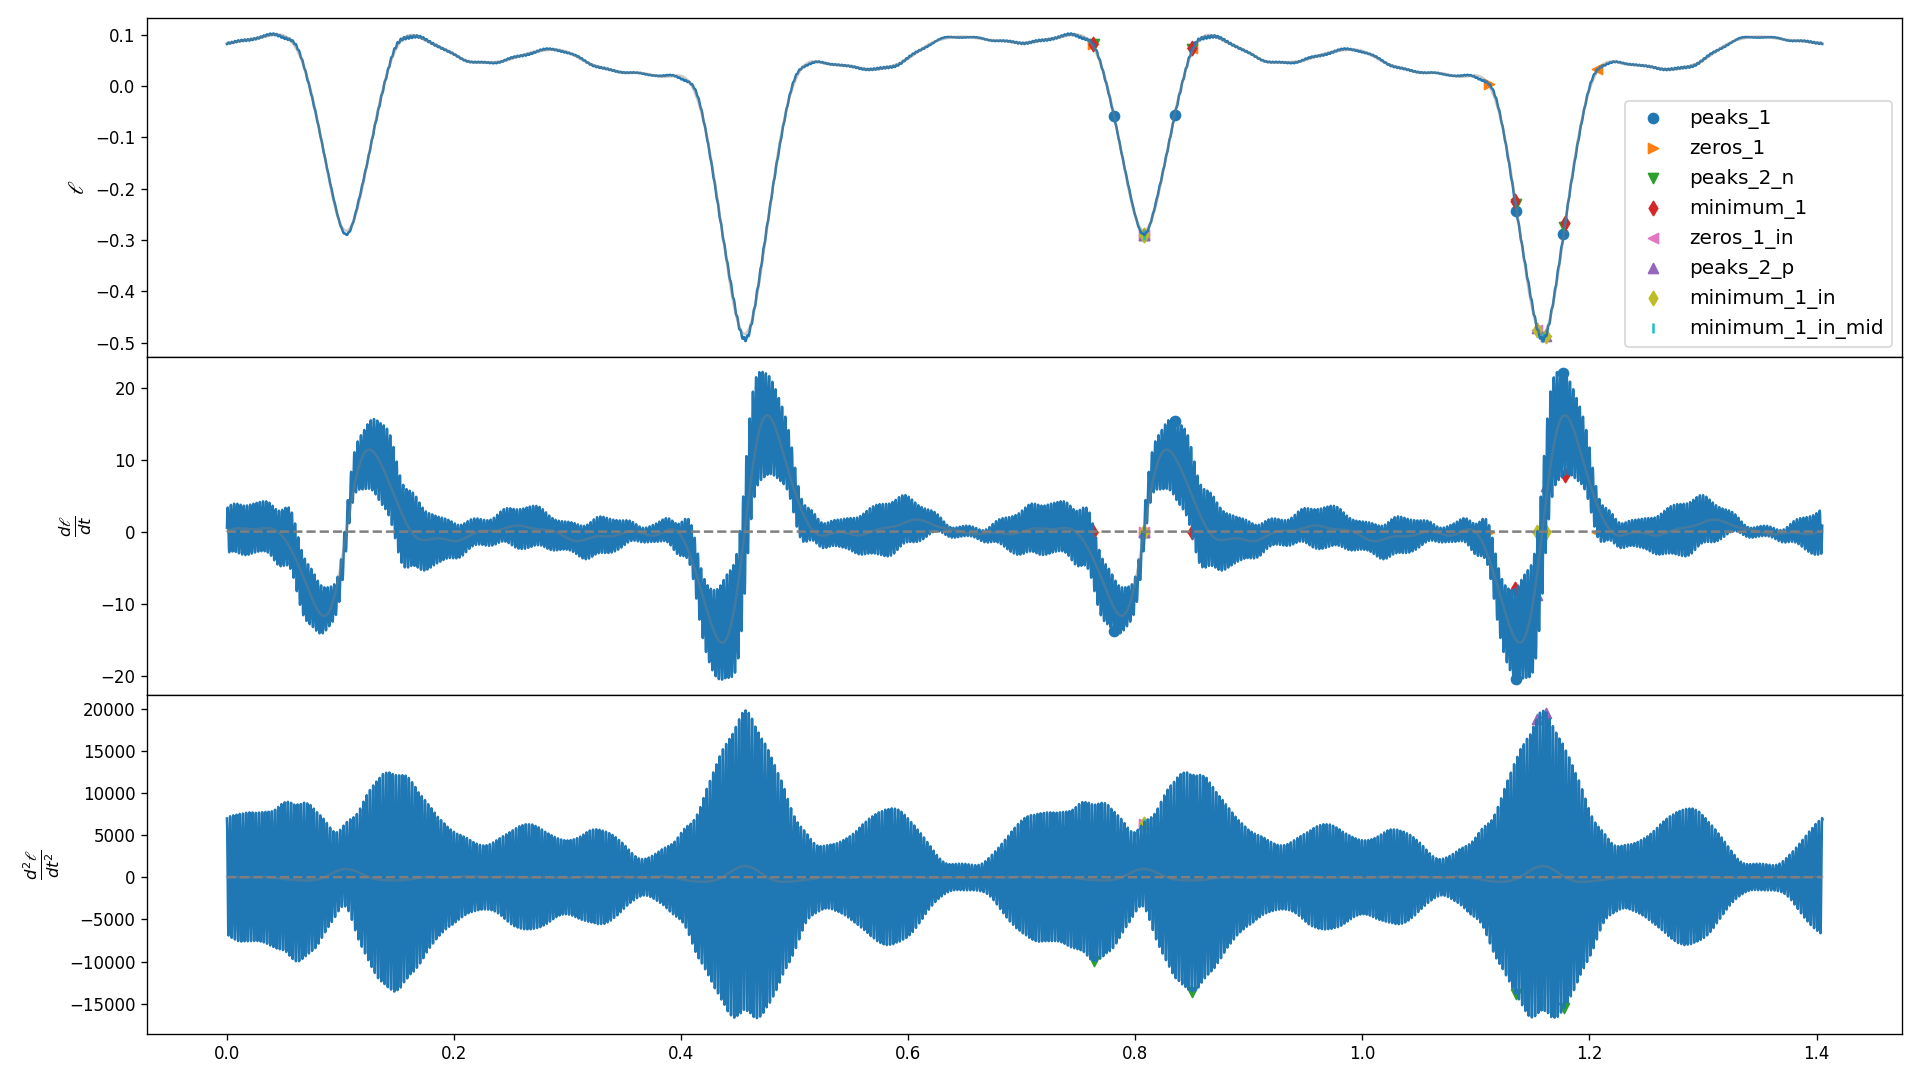 0.1
0.0
−0.1
−0.2
−0.3
−0.4
−0.5
ℓ
peaks_1
zeros_1
peaks_2_n
minimum_1
zeros_1_in
peaks_2_p
minimum_1_in
minimum_1_in_mid
20
10
0
−10
−20
dℓ
dt
20000
15000
10000
5000
0
−5000
−10000
−15000
d²ℓ
dt²
0.0 0.2 0.4 0.6 0.8 1.0 1.2 1.4